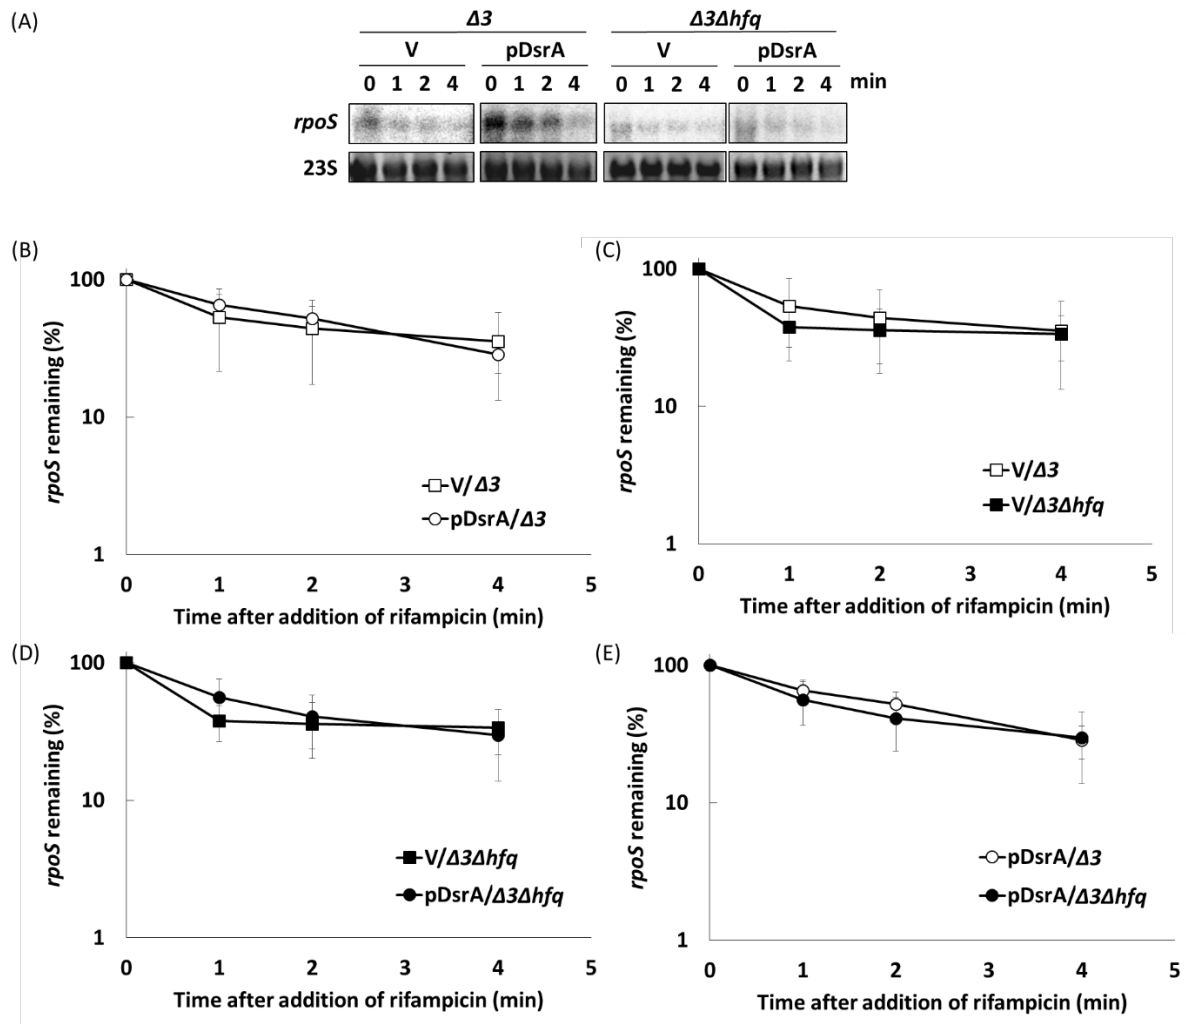 (A)
Δ3 Δ3Δhfq
V pDsrA V pDsrA
0 1 2 4 0 1 2 4 0 1 2 4 0 1 2 4 min
rpoS
23S
(B)
rpoS remaining (%)
100
10
1
0 1 2 3 4 5
Time after addition of rifampicin (min)
V/Δ3
pDsrA/Δ3
(C)
rpoS remaining (%)
100
10
1
0 1 2 3 4 5
Time after addition of rifampicin (min)
V/Δ3
V/Δ3Δhfq
(D)
rpoS remaining (%)
100
10
1
0 1 2 3 4 5
Time after addition of rifampicin (min)
V/Δ3Δhfq
pDsrA/Δ3Δhfq
(E)
rpoS remaining (%)
100
10
1
0 1 2 3 4 5
Time after addition of rifampicin (min)
pDsrA/Δ3
pDsrA/Δ3Δhfq